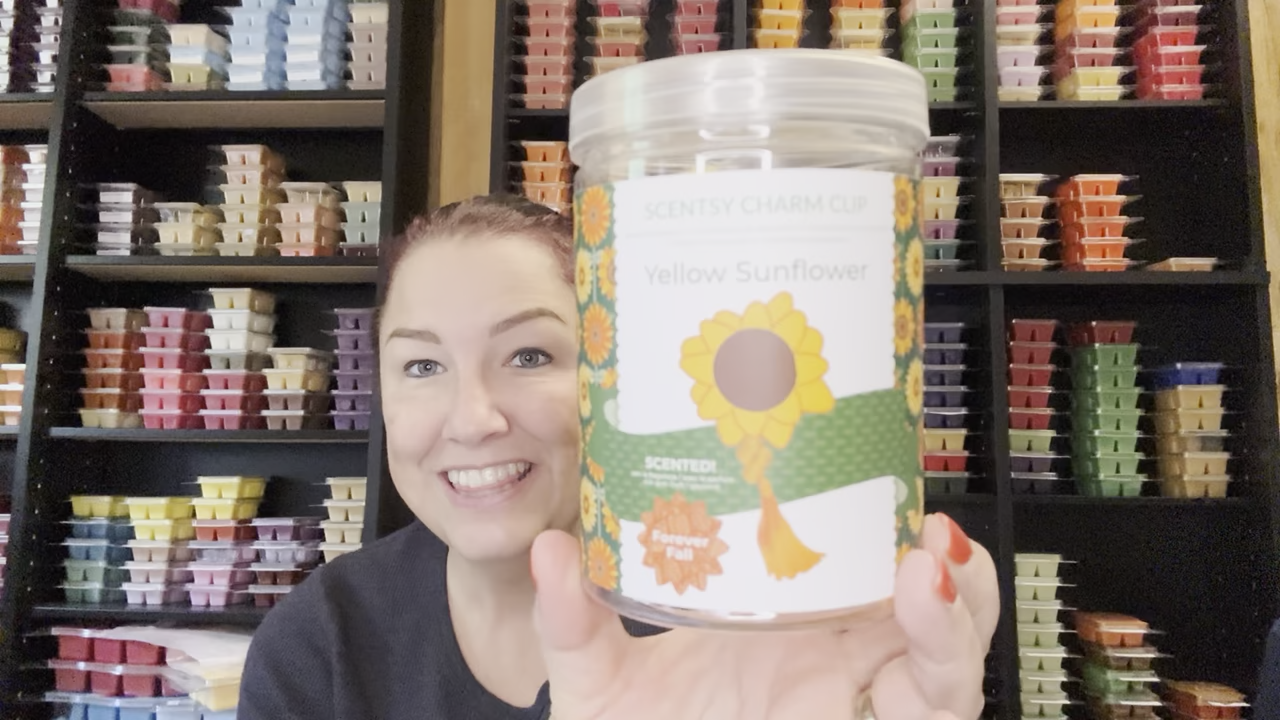 SCENTSY CHARM CLIP
Yellow Sunflower
SCENTED!
Forever
Fall